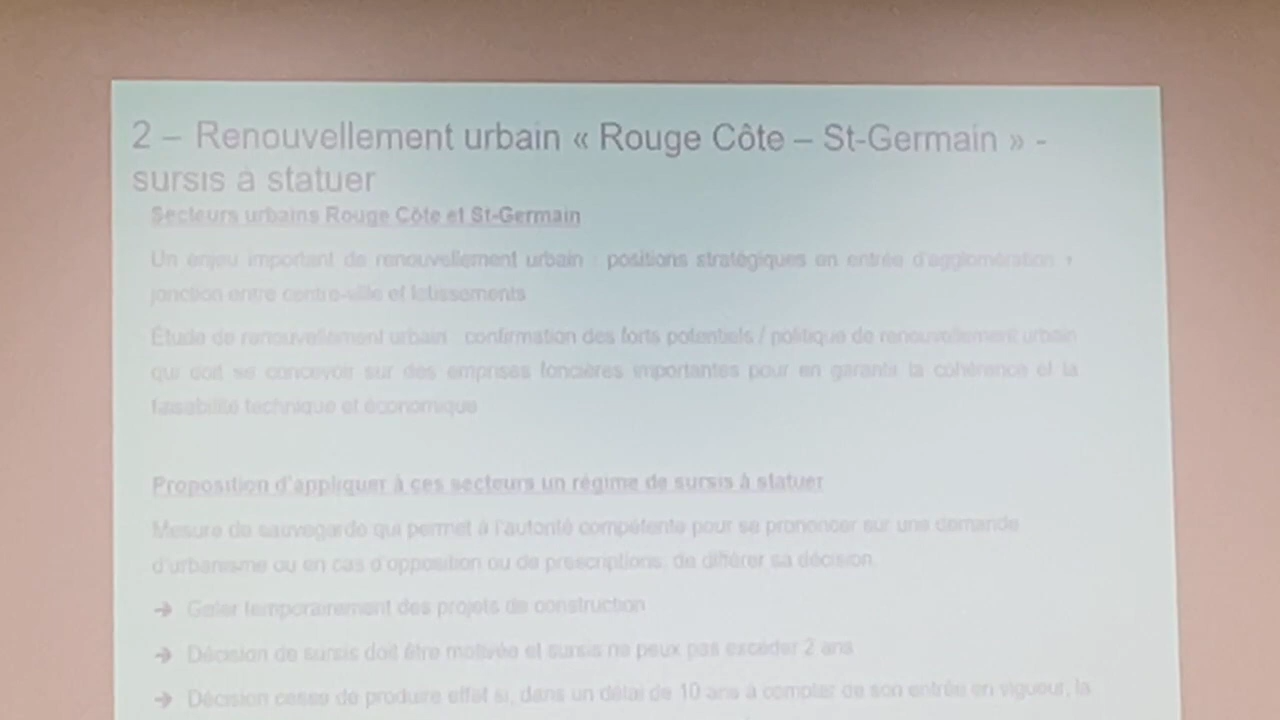 2 – Renouvellement urbain « Rouge Côte – St-Germain » -
sursis à statuer
Secteurs urbains Rouge Côte et St-Germain
Un enjeu important de renouvellement urbain : positions stratégiques en entrée d'agglomération +
jonction entre centre-ville et lotissements
Étude de renouvellement urbain : confirmation des forts potentiels / politique de renouvellement urbain
qui doit se concevoir sur des emprises foncières importantes pour en garantir la cohérence et la
faisabilité technique et économique
Proposition d'appliquer à ces secteurs un régime de sursis à statuer
Mesure de sauvegarde qui permet à l'autorité compétente pour se prononcer sur une demande
d'urbanisme ou en cas d'opposition ou de prescriptions, de différer sa décision.
➔ Geler temporairement des projets de construction
➔ Décision de sursis doit être motivée et sursis ne peux pas excéder 2 ans
➔ Décision cesse de produire effet si, dans un délai de 10 ans à compter de son entrée en vigueur, la